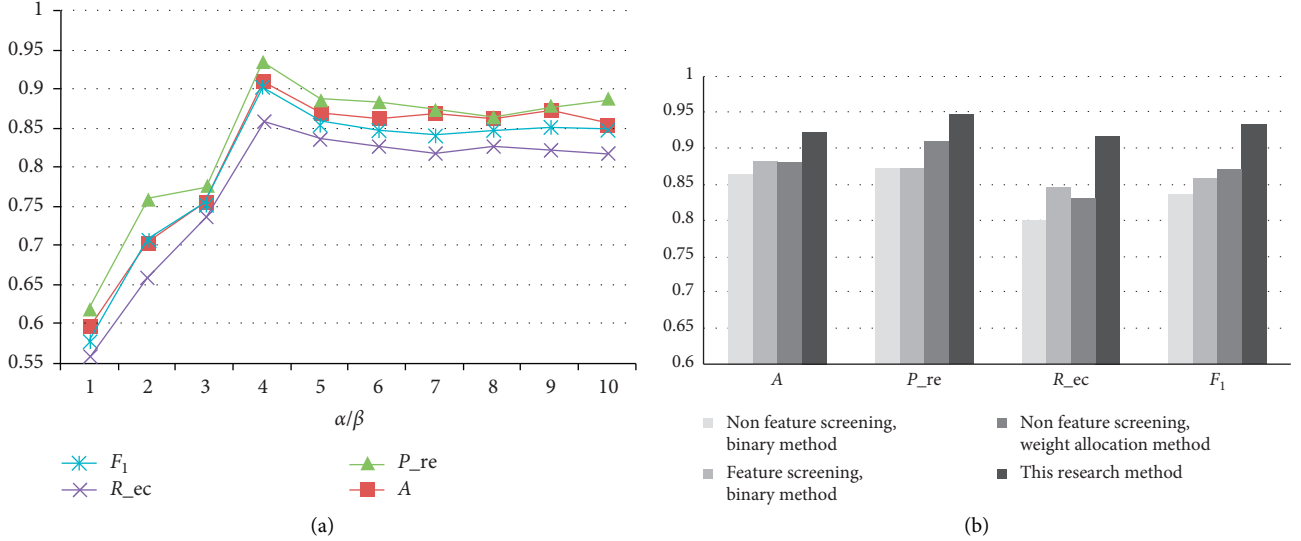 1
0.95
0.9
0.85
0.8
0.75
0.7
0.65
0.6
0.55
1 2 3 4 5 6 7 8 9 10
α/β
F1
P_re
R_ec
A
(a)
1
0.95
0.9
0.85
0.8
0.75
0.7
0.65
0.6
A P_re R_ec F1
Non feature screening,
binary method
Feature screening,
binary method
Non feature screening,
weight allocation method
This research method
(b)